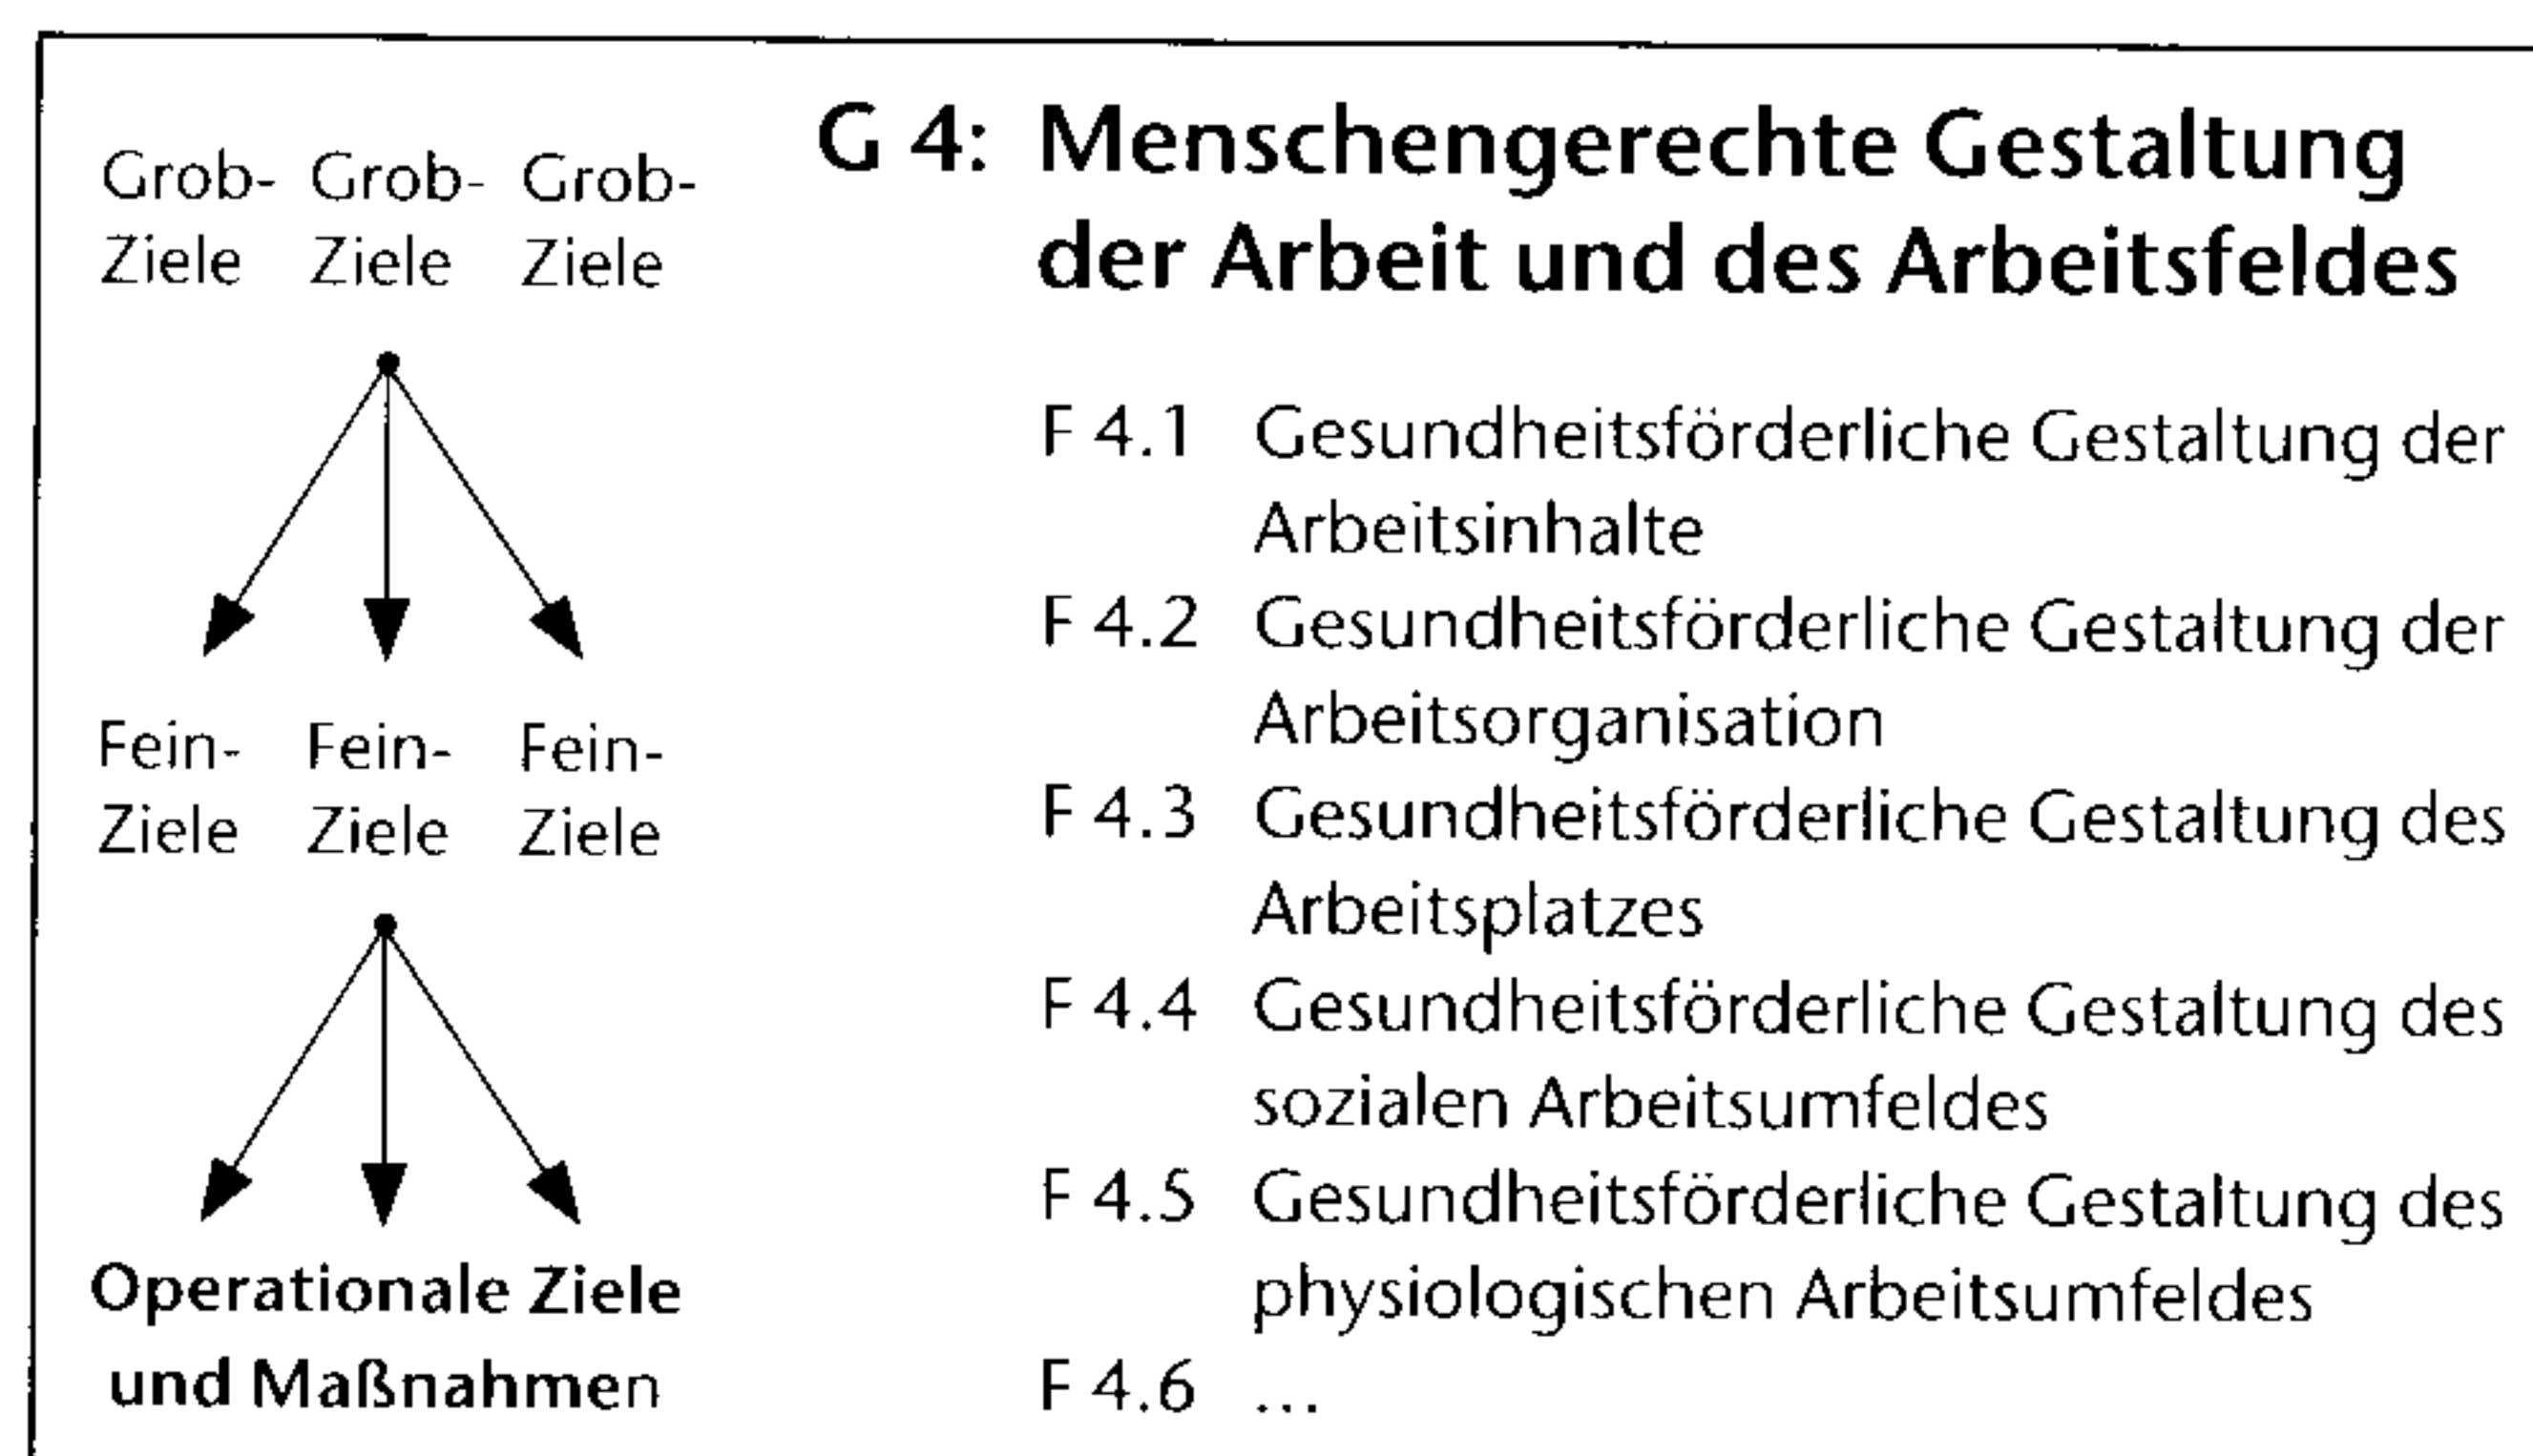 Grob- Grob- Grob-
Ziele Ziele Ziele
Fein- Fein- Fein-
Ziele Ziele Ziele
Operationale Ziele
und Maßnahmen
G 4: Menschengerechte Gestaltung
der Arbeit und des Arbeitsfeldes
F 4.1 Gesundheitsförderliche Gestaltung der
Arbeitsinhalte
F 4.2 Gesundheitsförderliche Gestaltung der
Arbeitsorganisation
F 4.3 Gesundheitsförderliche Gestaltung des
Arbeitsplatzes
F 4.4 Gesundheitsförderliche Gestaltung des
sozialen Arbeitsumfeldes
F 4.5 Gesundheitsförderliche Gestaltung des
physiologischen Arbeitsumfeldes
F 4.6 ...